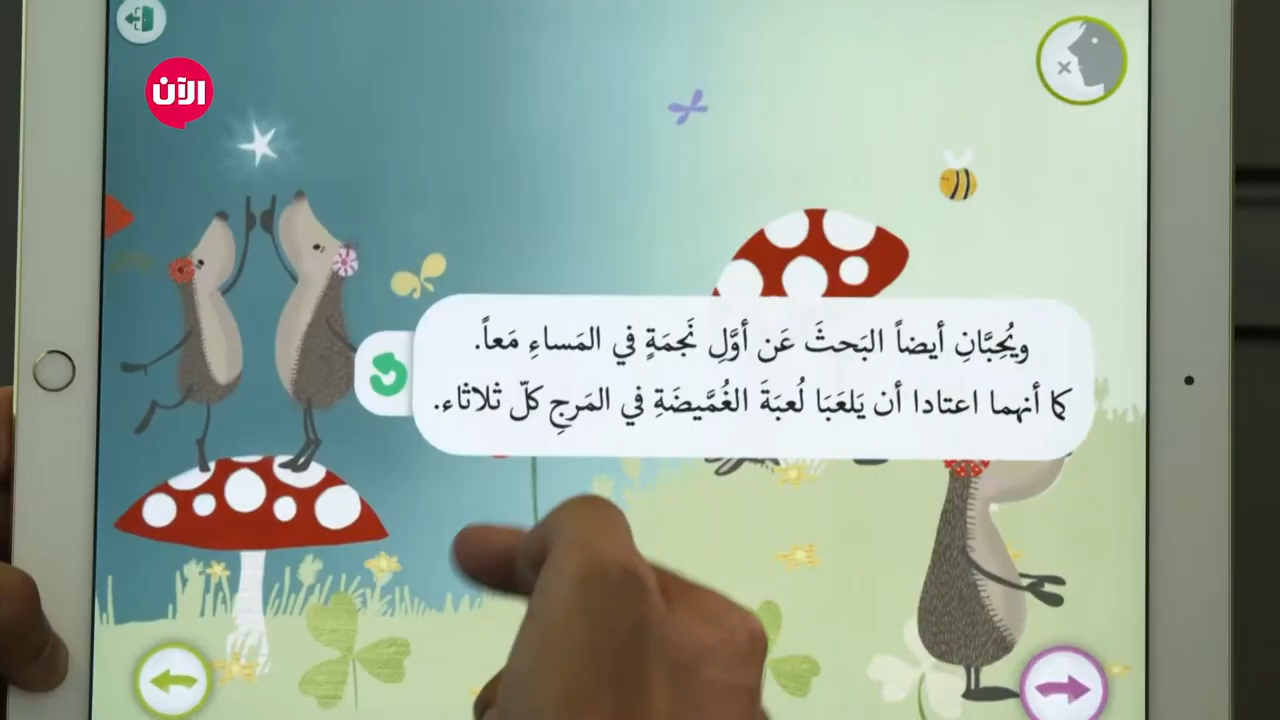 الآن
ويُحِبَّانِ أيضاً البَحثَ عَن أوَّلِ نَجمَةٍ في المَساءِ مَعاً.
كما أنهما اعتادا أن يَلعَبَا لُعبَةَ الغُمَّيضَةِ في المَرجِ كلّ ثلاثاء.